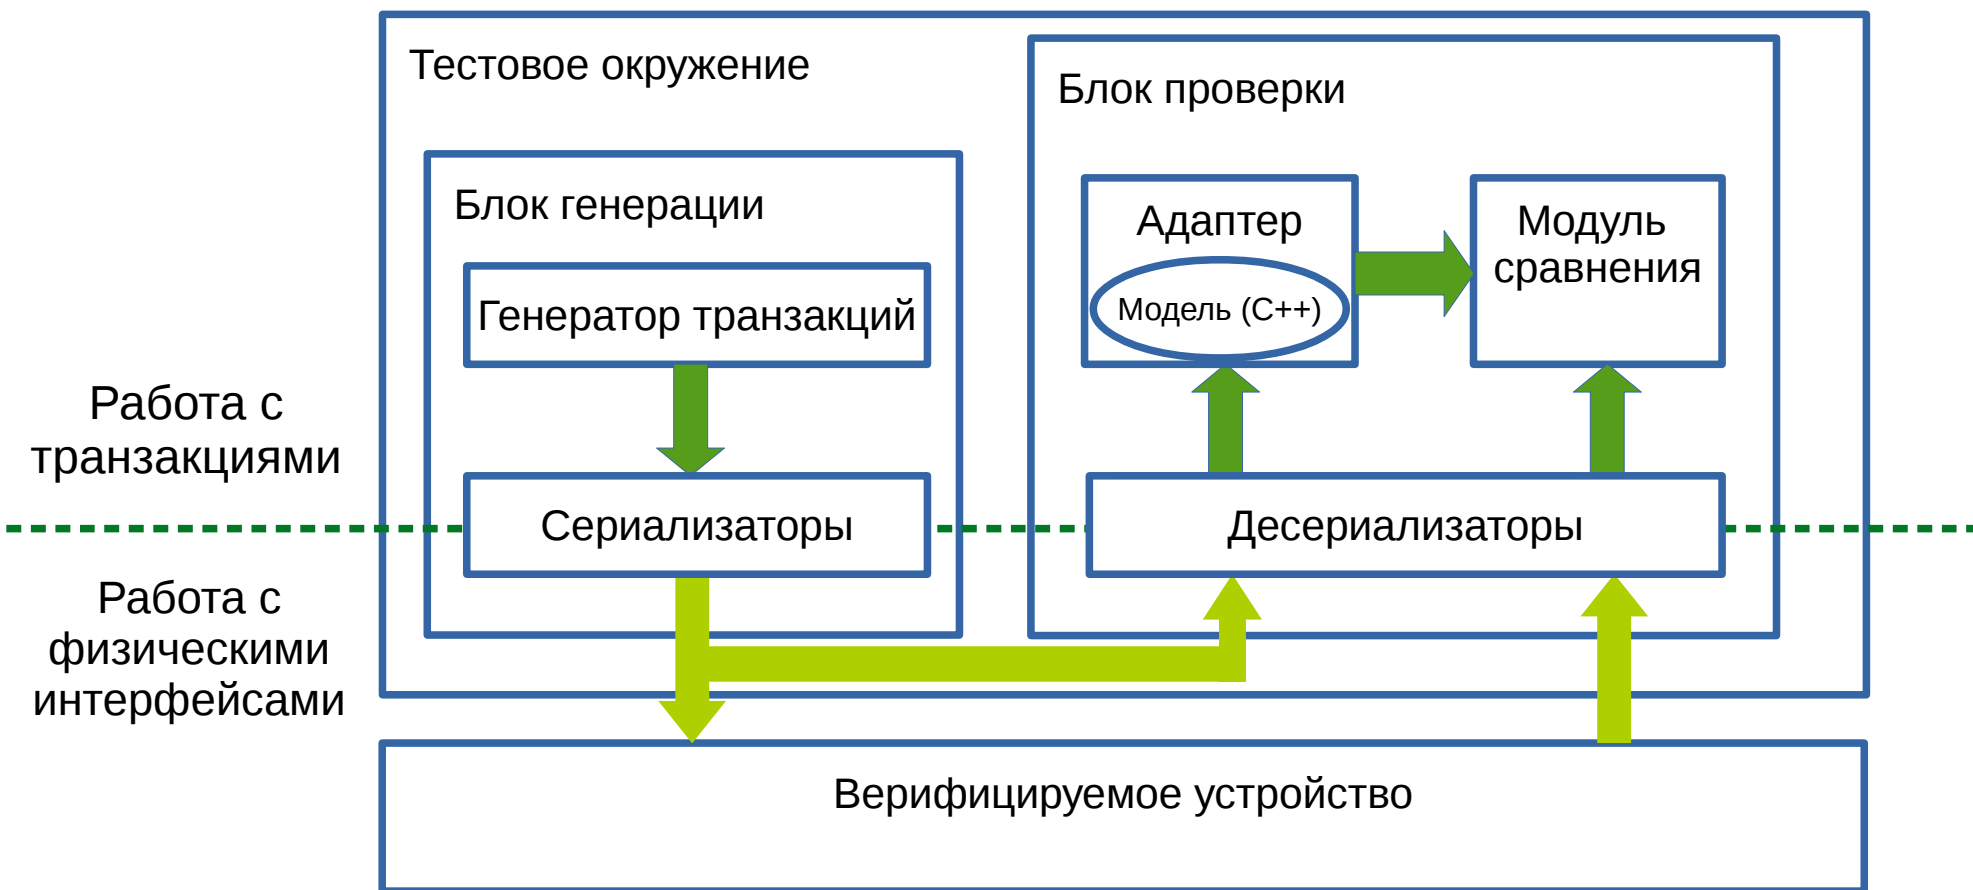 Тестовое окружение
Блок проверки
Блок генерации
Адаптер
Модель (C++)
Модуль
сравнения
Генератор транзакций
Работа с
транзакциями
Сериализаторы
Десериализаторы
Работа с
физическими
интерфейсами
Верифицируемое устройство